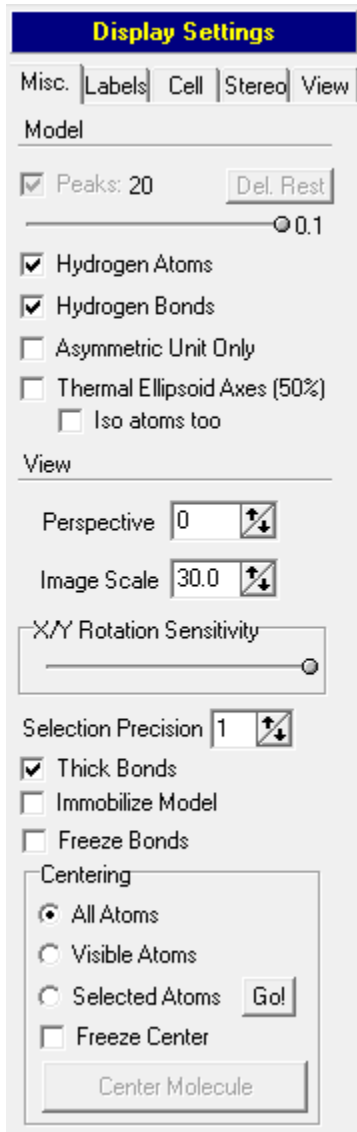 Display Settings
Misc. Labels Cell Stereo View
Model
Peaks: 20 Del. Rest
0.1
Hydrogen Atoms
Hydrogen Bonds
Asymmetric Unit Only
Thermal Ellipsoid Axes (50%)
Iso atoms too
View
Perspective 0
Image Scale 30.0
X/Y Rotation Sensitivity
Selection Precision 1
Thick Bonds
Immobilize Model
Freeze Bonds
Centering
All Atoms
Visible Atoms
Selected Atoms Go!
Freeze Center
Center Molecule